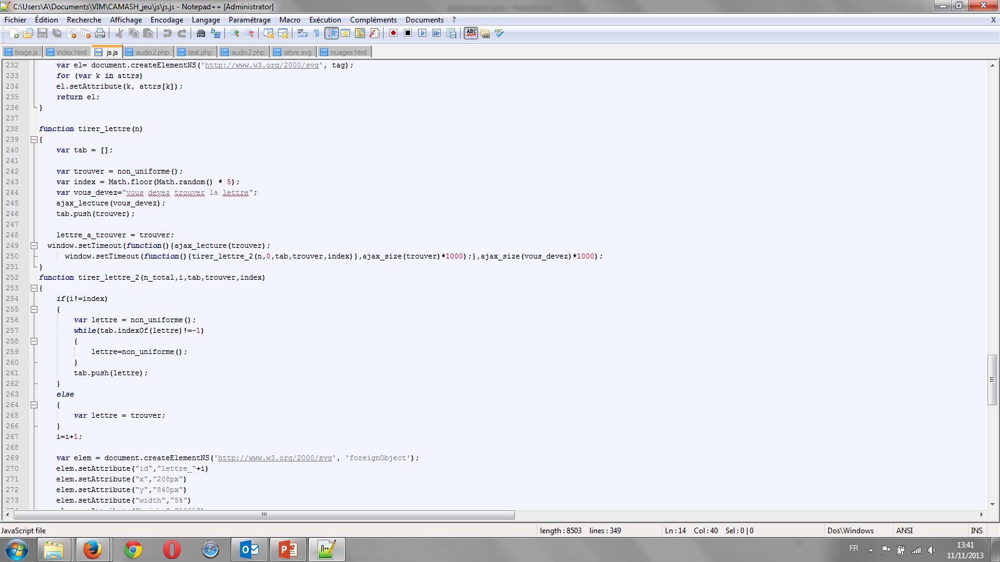 C:\Users\A\Documents\VIM\CAMASH_jeu\js\js.js - Notepad++ [Administrator]
Fichier Édition Recherche Affichage Encodage Langage Paramétrage Macro Exécution Compléments Documents ? X
tirage.js index.html js.js audio2.php test.php audio2.php arbre.svg nuages.html
232 var el= document.createElementNS('http://www.w3.org/2000/svg', tag);
233 for (var k in attrs)
234 el.setAttribute(k, attrs[k]);
235 return el;
236 }
237
238 function tirer_lettre(n)
239 {
240 var tab = [];
241
242 var trouver = non_uniforme();
243 var index = Math.floor(Math.random() * 5);
244 var vous_devez="vous devez trouver la lettre";
245 ajax_lecture(vous_devez);
246 tab.push(trouver);
247
248 lettre_a_trouver = trouver;
249 window.setTimeout(function(){ajax_lecture(trouver);
250 window.setTimeout(function(){tirer_lettre_2(n,0,tab,trouver,index)},ajax_size(trouver)*1000);},ajax_size(vous_devez)*1000);
251 }
252 function tirer_lettre_2(n_total,i,tab,trouver,index)
253 {
254 if(i!=index)
255 {
256 var lettre = non_uniforme();
257 while(tab.indexOf(lettre)!=-1)
258 {
259 lettre=non_uniforme();
260 }
261 tab.push(lettre);
262 }
263 else
264 {
265 var lettre = trouver;
266 }
267 i=i+1;
268
269 var elem = document.createElementNS('http://www.w3.org/2000/svg', 'foreignObject');
270 elem.setAttribute("id","lettre_"+i)
271 elem.setAttribute("x","208px")
272 elem.setAttribute("y","840px")
273 elem.setAttribute("width","5%")
JavaScript file length : 8503 lines : 349 Ln : 14 Col : 40 Sel : 0 | 0 Dos\Windows ANSI INS
FR 13:41
11/11/2013